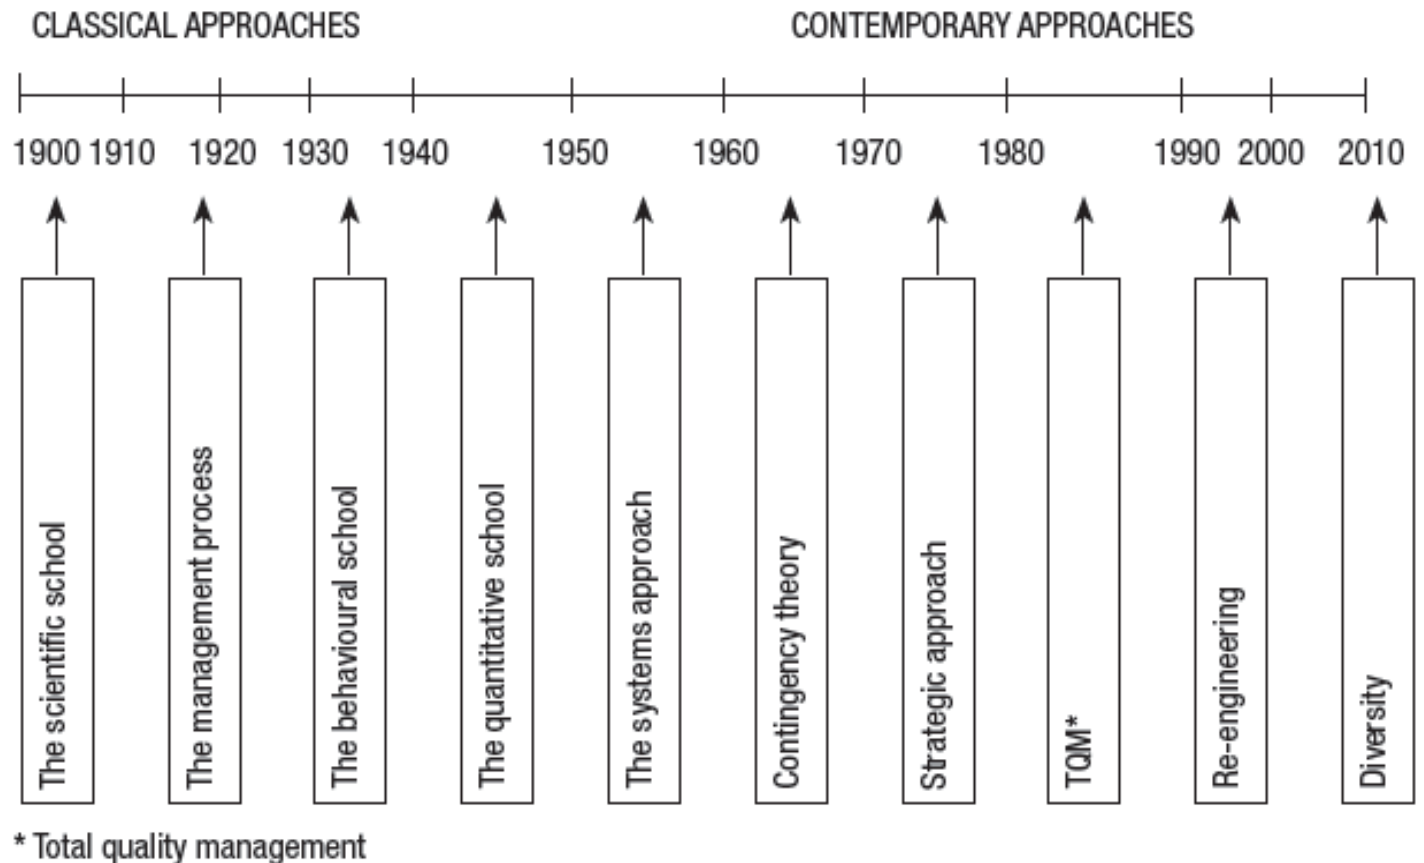 CLASSICAL APPROACHES CONTEMPORARY APPROACHES
1900 1910 1920 1930 1940 1950 1960 1970 1980 1990 2000 2010
The scientific school
The management process
The behavioural school
The quantitative school
The systems approach
Contingency theory
Strategic approach
TQM*
Re-engineering
Diversity
* Total quality management